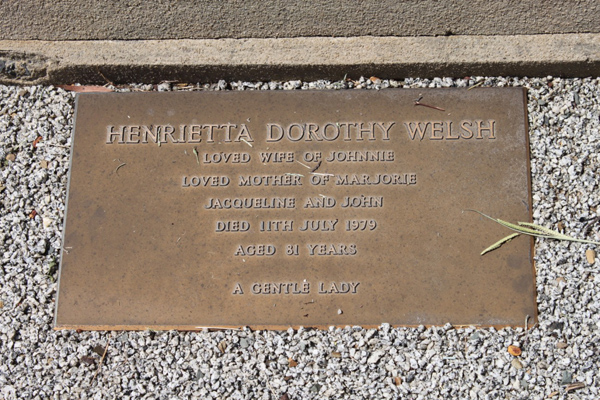 HENRIETTA DOROTHY WELSH
LOVED WIFE OF JOHNNIE
LOVED MOTHER OF MARJORIE
JACQUELINE AND JOHN
DIED 11TH JULY 1979
AGED 81 YEARS
A GENTLE LADY